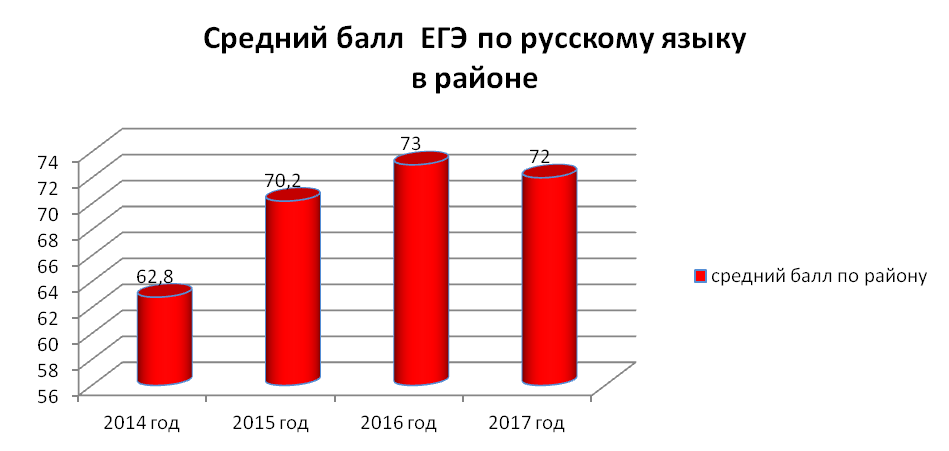 Средний балл  ЕГЭ по русскому языку
в районе
74
72
70
68
66
64
62
60
58
56
62,8
70,2
73
72
2014 год
2015 год
2016 год
2017 год
средний балл по району